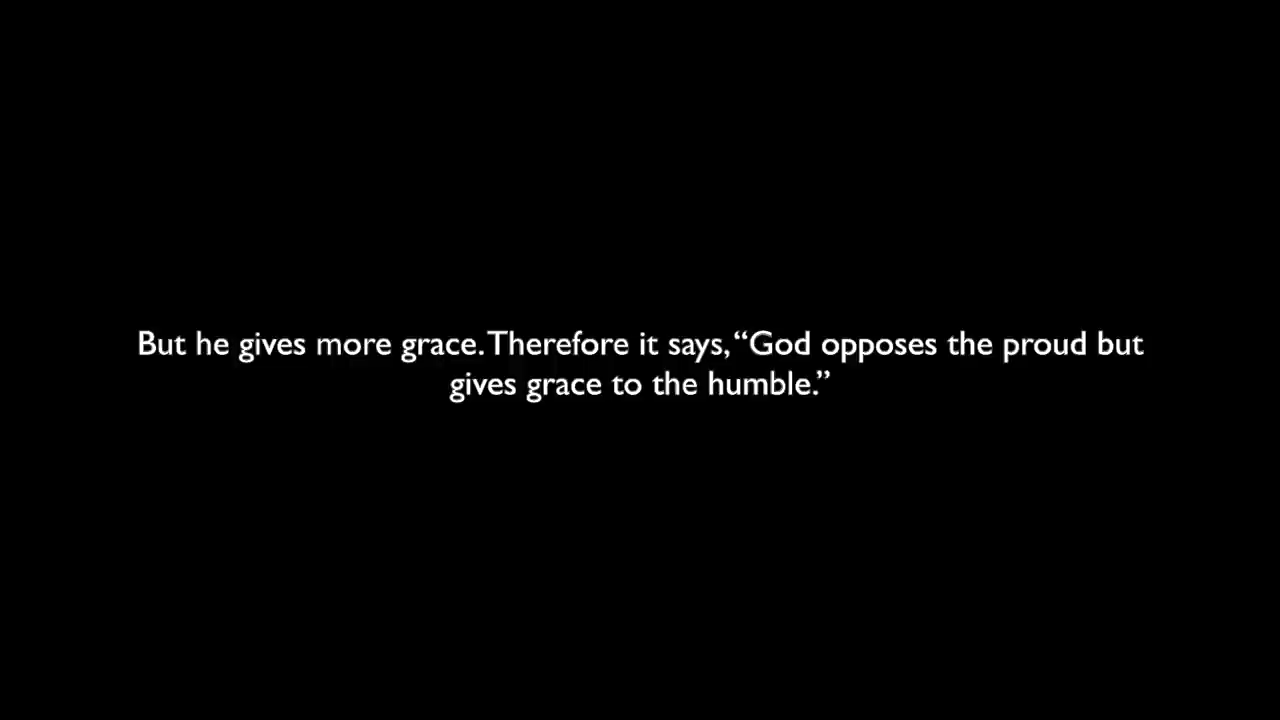 But he gives more grace. Therefore it says, “God opposes the proud but
gives grace to the humble.”